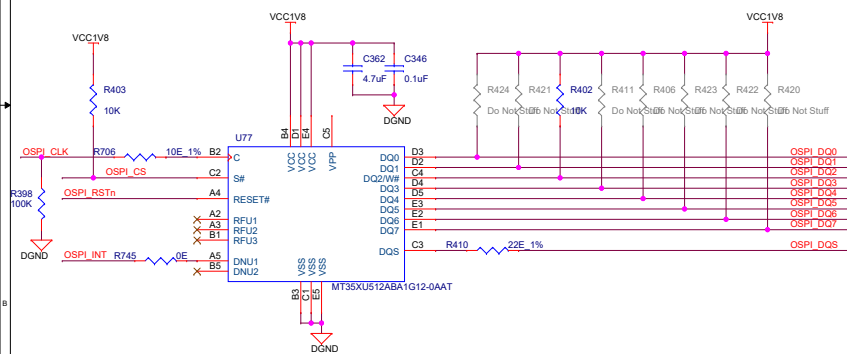 VCC1V8
VCC1V8
VCC1V8
R403
10K
C362
4.7uF
C346
0.1uF
DGND
R424
Do Not Stuff
R421
Do Not Stuff
R402
10K
R411
Do Not Stuff
R406
Do Not Stuff
R423
Do Not Stuff
R422
Do Not Stuff
R420
Do Not Stuff
U77
B4 D1 E4 C5
VCC VCC VCC VPP
OSPI_CLK R706 10E_1% B2 C
OSPI_CS C2 S#
OSPI_RSTn A4 RESET#
R398
100K
DGND
A2 RFU1
A3 RFU2
B1 RFU3
OSPI_INT R745 0E A5 DNU1
B5 DNU2
DQ0 D3 OSPI_DQ0
DQ1 D2 OSPI_DQ1
DQ2/W# C4 OSPI_DQ2
DQ3 D4 OSPI_DQ3
DQ4 D5 OSPI_DQ4
DQ5 E3 OSPI_DQ5
DQ6 E2 OSPI_DQ6
DQ7 E1 OSPI_DQ7
DQS C3 R410 22E_1% OSPI_DQS
VSS VSS VSS
B3 C1 E5
MT35XU512ABA1G12-0AAT
DGND
B